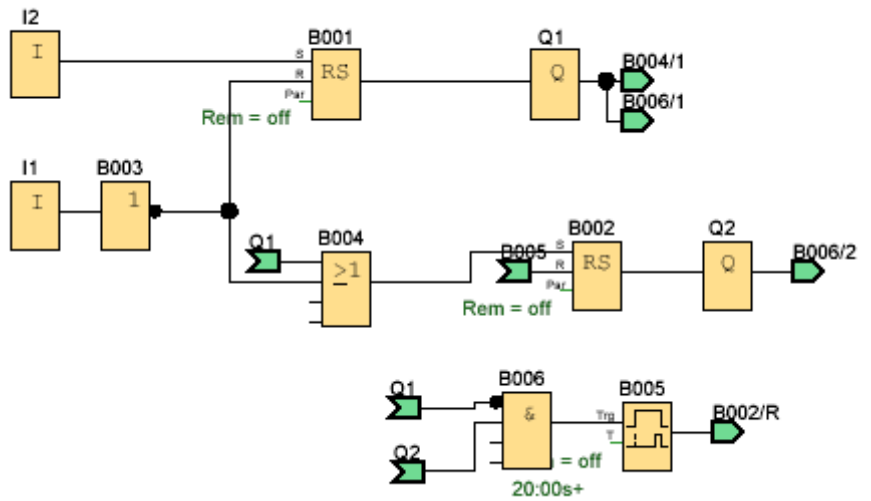 I2
I
B001
S
R
RS
Par
Rem = off
Q1
Q
B004/1
B006/1
I1
I
B003
1
Q1
B004
>1
B005
B002
S
R
RS
Par
Rem = off
Q2
Q
B006/2
Q1
Q2
B006
&
B005
Trg
T
= off
20:00s+
B002/R